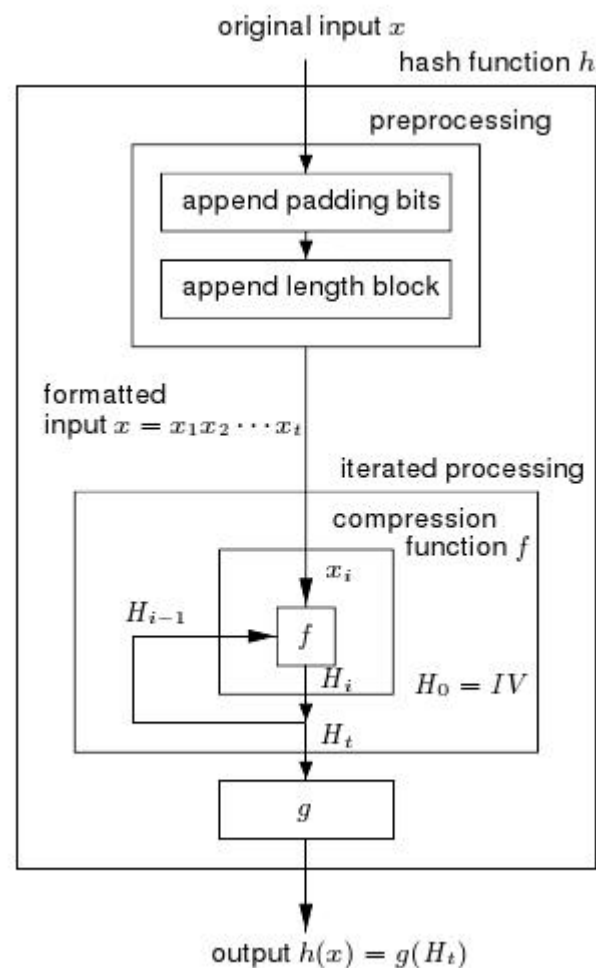 original input x
hash function h
preprocessing
append padding bits
append length block
formatted
input x = x₁x₂ ⋯ xₜ
iterated processing
compression
function f
xᵢ
Hᵢ₋₁
f
Hᵢ
H₀ = IV
Hₜ
g
output h(x) = g(Hₜ)